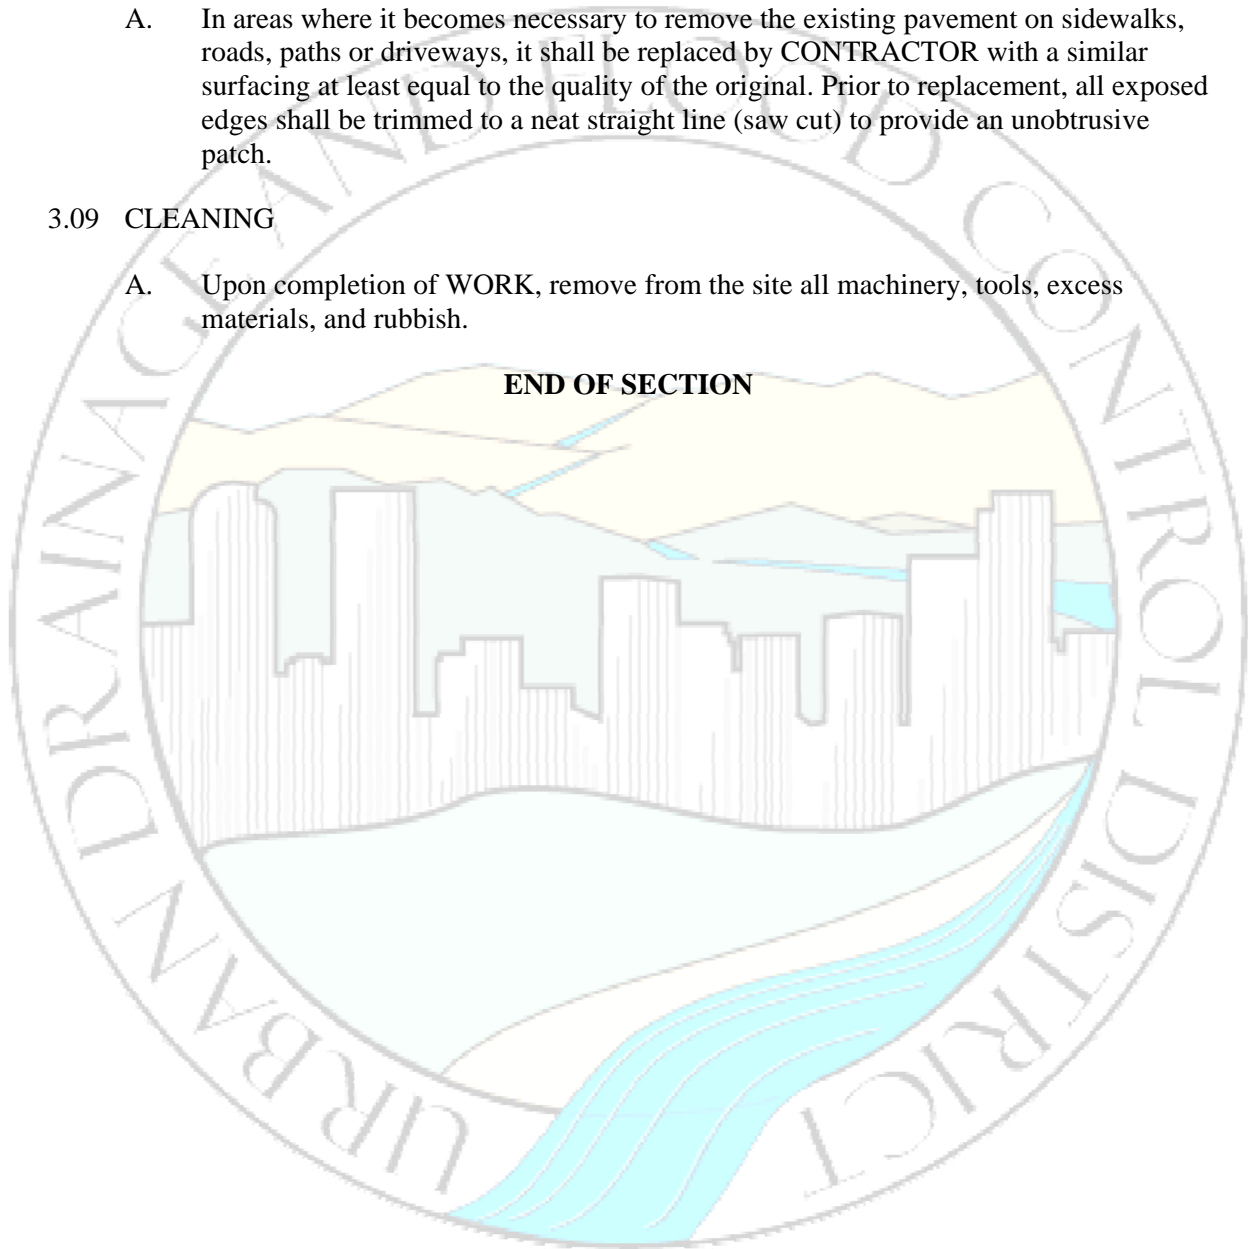 A. In areas where it becomes necessary to remove the existing pavement on sidewalks,
roads, paths or driveways, it shall be replaced by CONTRACTOR with a similar
surfacing at least equal to the quality of the original. Prior to replacement, all exposed
edges shall be trimmed to a neat straight line (saw cut) to provide an unobtrusive
patch.
3.09 CLEANING
A. Upon completion of WORK, remove from the site all machinery, tools, excess
materials, and rubbish.
END OF SECTION
URBAN DRAINAGE AND FLOOD CONTROL DISTRICT